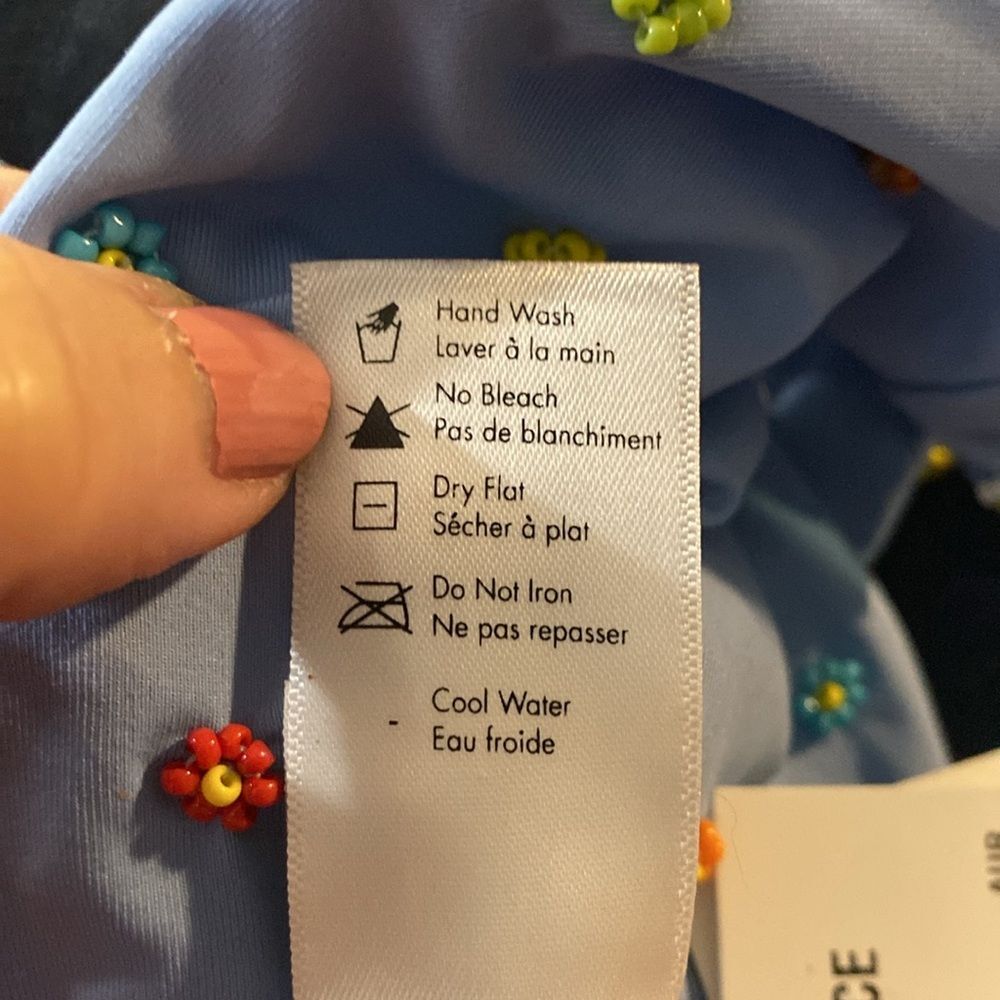 Hand Wash
Laver à la main
No Bleach
Pas de blanchiment
Dry Flat
Sécher à plat
Do Not Iron
Ne pas repasser
- Cool Water
Eau froide